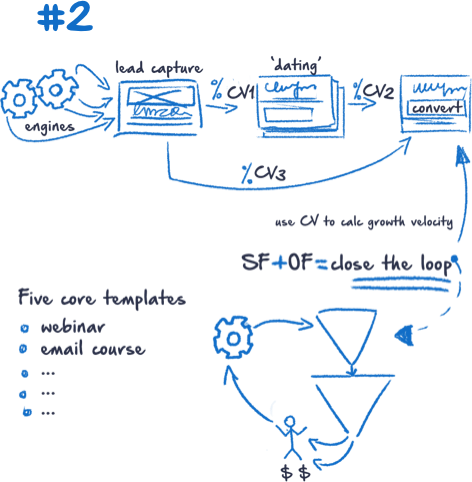 #2
lead capture
'dating'
% CV1
% CV2
convert
engines
% CV3
use CV to calc growth velocity
SF+OF=close the loop
Five core templates
webinar
email course
...
...
...
$ $